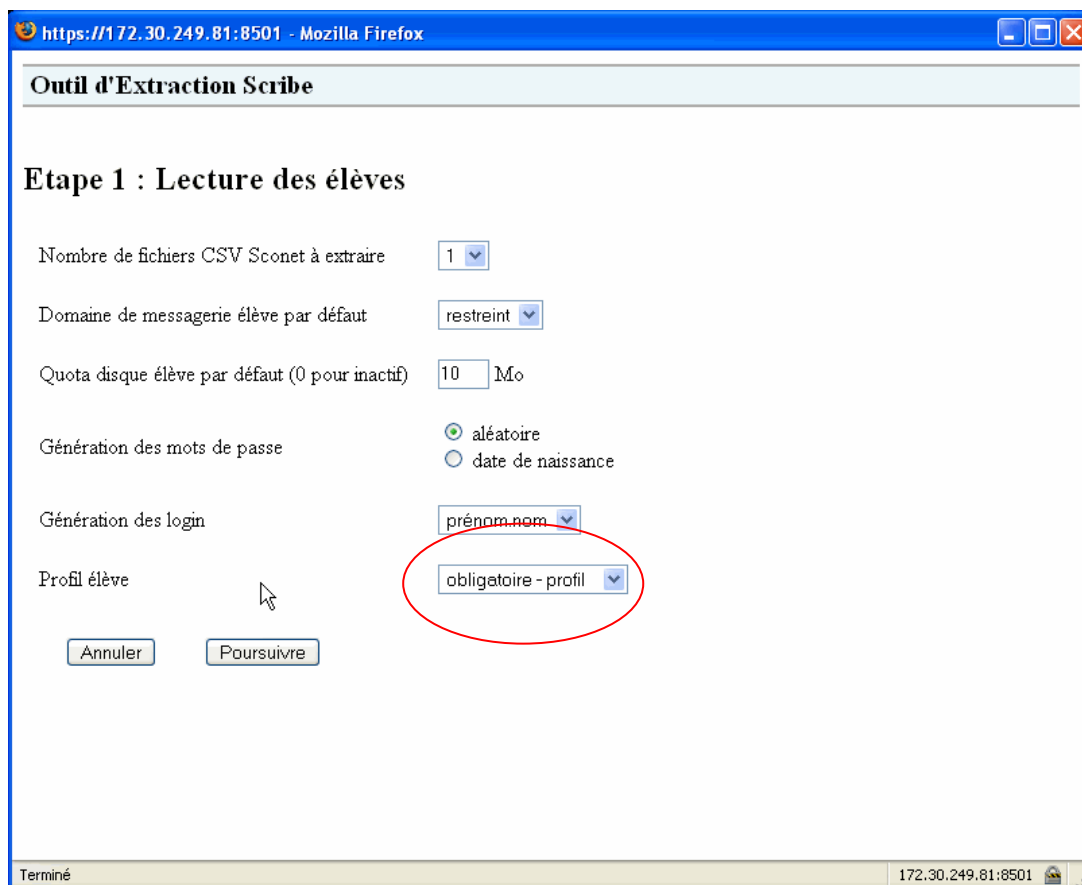 https://172.30.249.81:8501 - Mozilla Firefox
Outil d'Extraction Scribe
Etape 1 : Lecture des élèves
Nombre de fichiers CSV Sconet à extraire 1
Domaine de messagerie élève par défaut restreint
Quota disque élève par défaut (0 pour inactif) 10 Mo
Génération des mots de passe aléatoire
date de naissance
Génération des login prénom.nom
Profil élève obligatoire - profil
Annuler Poursuivre
Terminé 172.30.249.81:8501